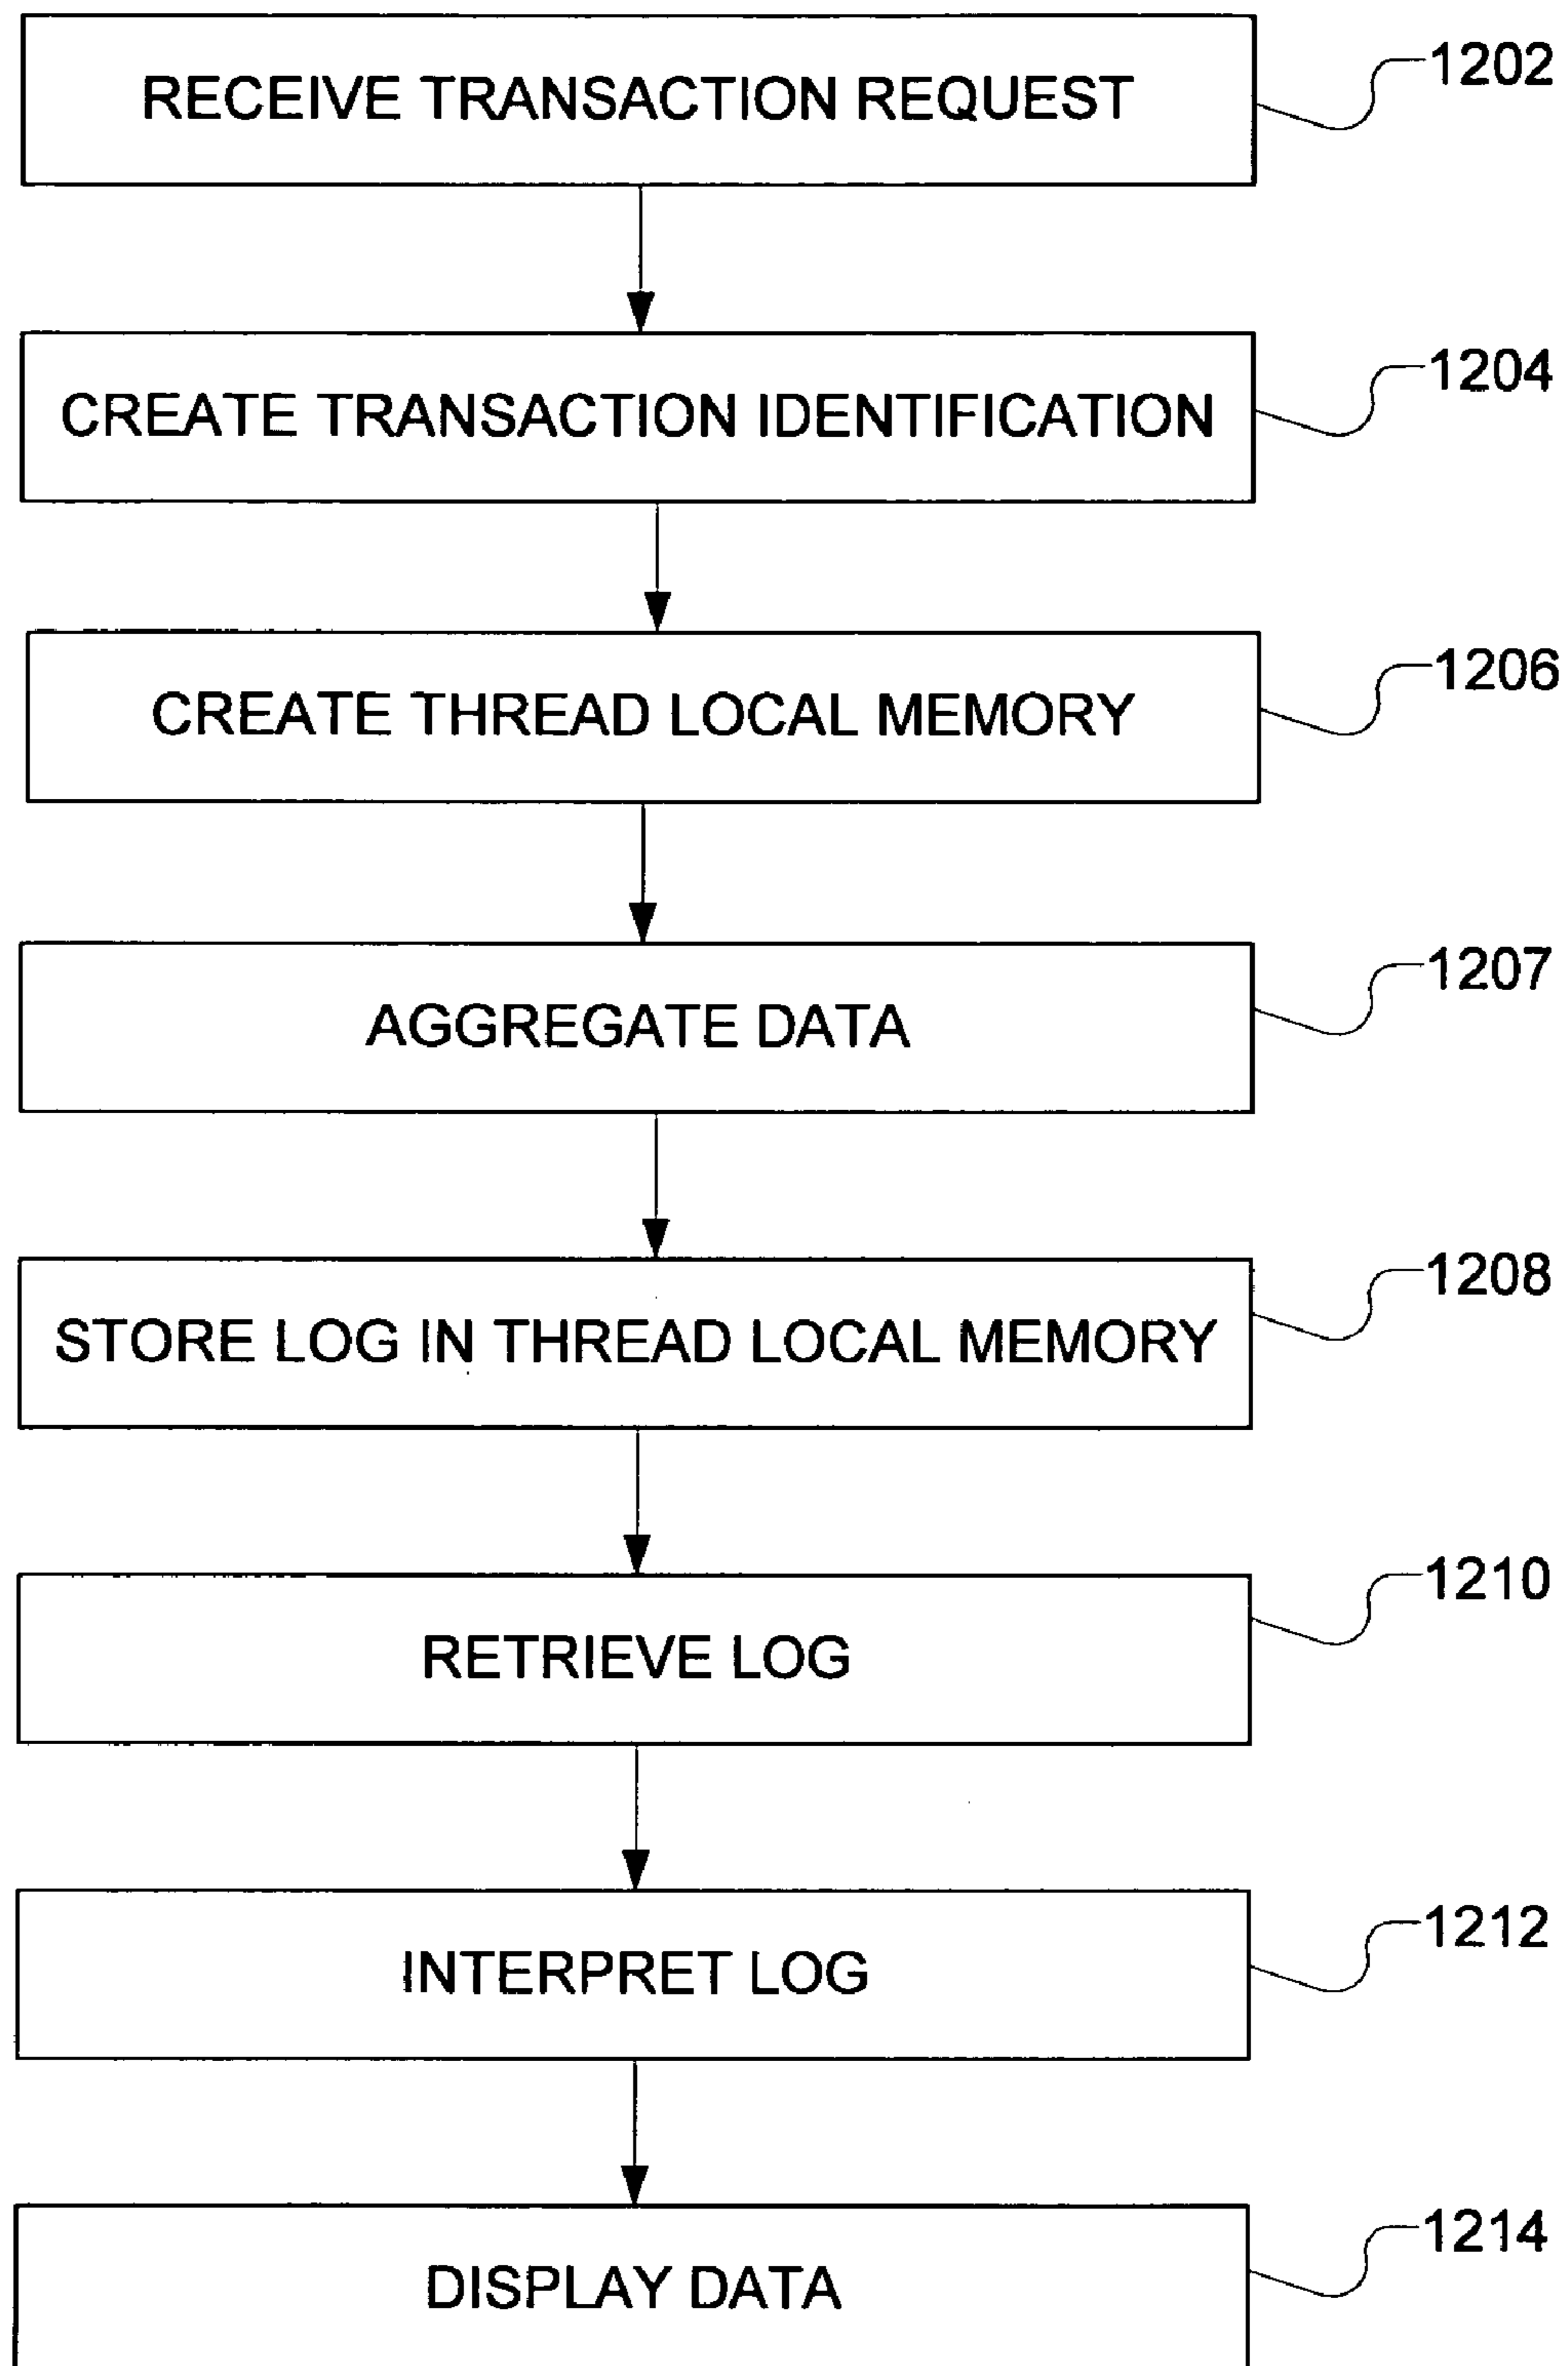 RECEIVE TRANSACTION REQUEST
1202
CREATE TRANSACTION IDENTIFICATION
1204
CREATE THREAD LOCAL MEMORY
1206
AGGREGATE DATA
1207
STORE LOG IN THREAD LOCAL MEMORY
1208
RETRIEVE LOG
1210
INTERPRET LOG
1212
DISPLAY DATA
1214